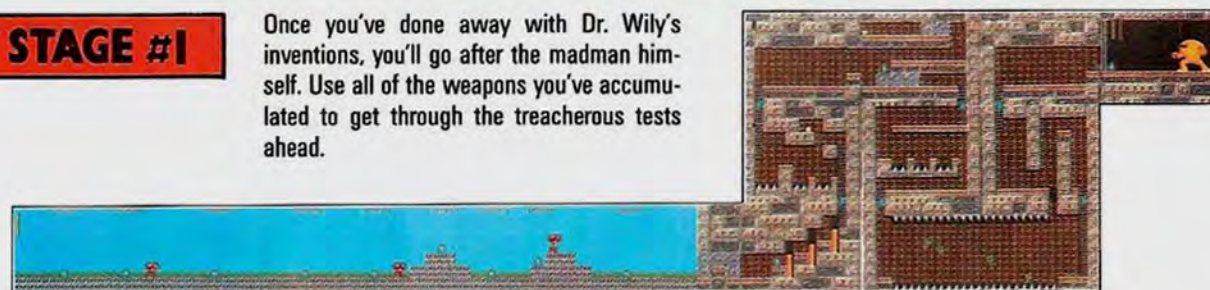 STAGE #1
Once you've done away with Dr. Wily's
inventions, you'll go after the madman him-
self. Use all of the weapons you've accumu-
lated to get through the treacherous tests
ahead.